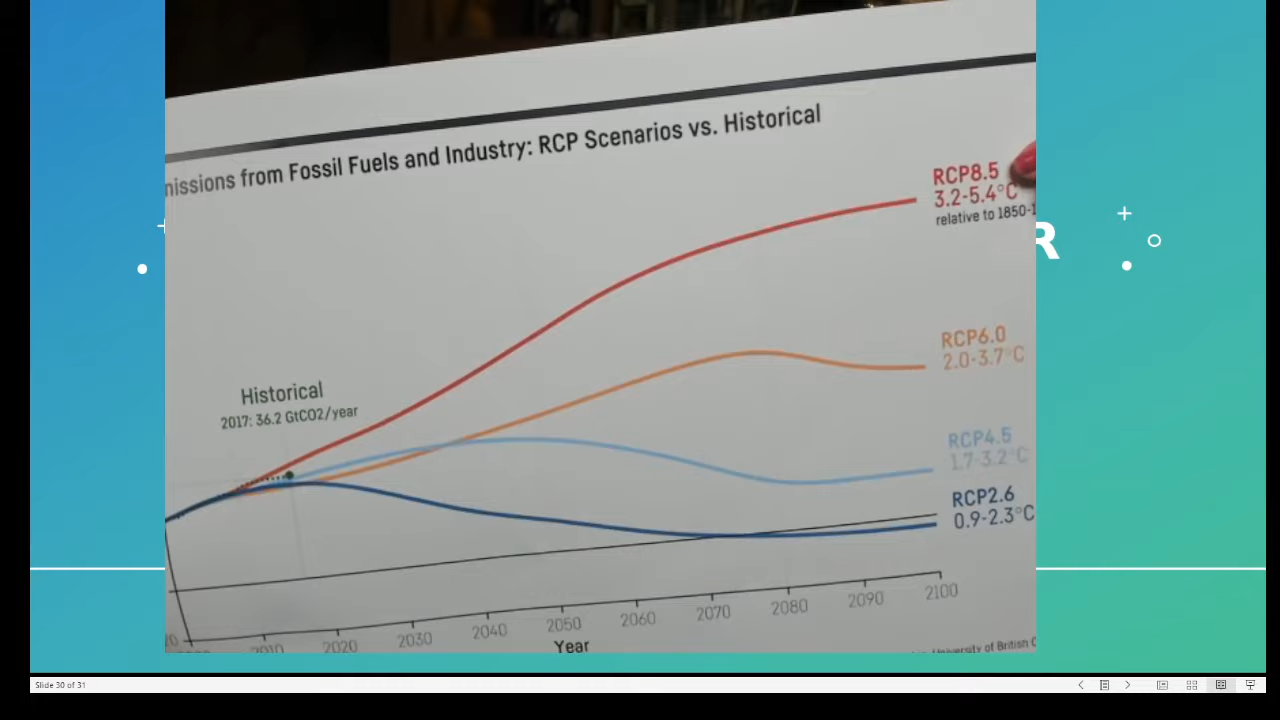 nissions from Fossil Fuels and Industry: RCP Scenarios vs. Historical
RCP8.5
3.2-5.4°C
relative to 1850-1
R
RCP6.0
2.0-3.7°C
Historical
2017: 36.2 GtCO2/year
RCP4.5
1.7-3.2°C
RCP2.6
0.9-2.3°C
2010 2020 2030 2040 2050 2060 2070 2080 2090 2100
Year
University of British C
Slide 30 of 31